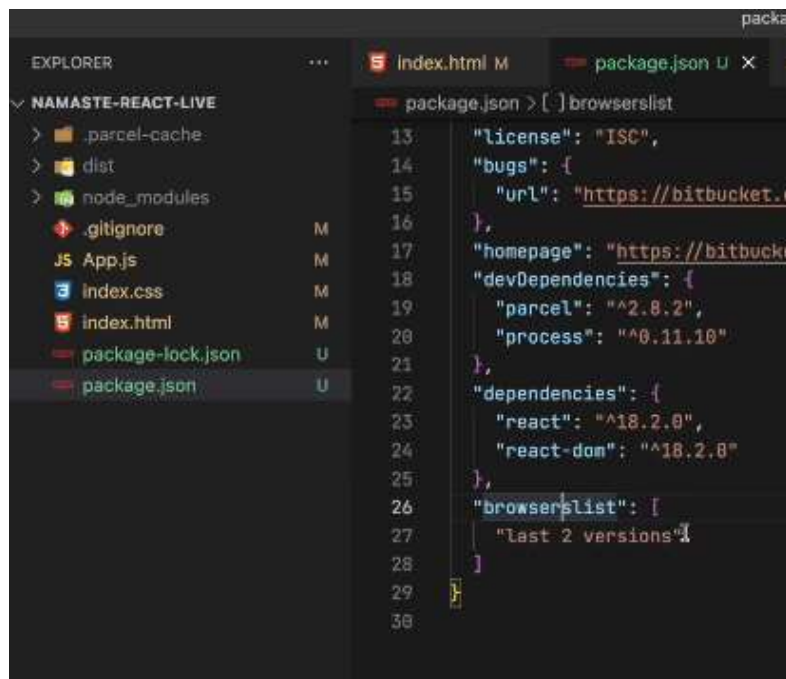 packa
EXPLORER ...
NAMASTE-REACT-LIVE
.parcel-cache
dist
node_modules
.gitignore M
JS App.js M
index.css M
index.html M
package-lock.json U
package.json U
index.html M package.json U
package.json > [ ] browserslist
13 "license": "ISC",
14 "bugs": {
15 "url": "https://bitbucket.
16 },
17 "homepage": "https://bitbuck
18 "devDependencies": {
19 "parcel": "^2.8.2",
20 "process": "^0.11.10"
21 },
22 "dependencies": {
23 "react": "^18.2.0",
24 "react-dom": "^18.2.0"
25 },
26 "browserslist": [
27 "last 2 versions"
28 ]
29 }
30